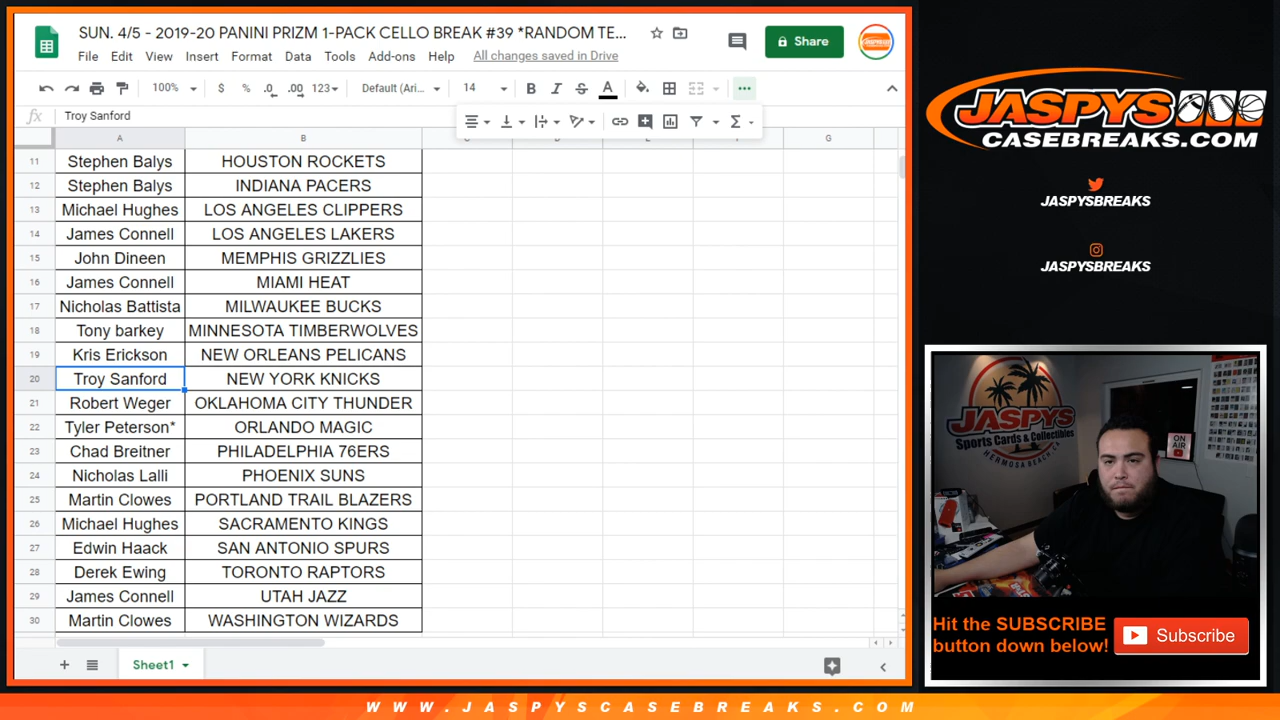 SUN. 4/5 - 2019-20 PANINI PRIZM 1-PACK CELLO BREAK #39 *RANDOM TE...
File Edit View Insert Format Data Tools Add-ons Help All changes saved in Drive
Share
100% $ % .0 .00 123 Default (Ari... 14 B I S A
fx Troy Sanford
A B C D E F G
11 Stephen Balys HOUSTON ROCKETS
12 Stephen Balys INDIANA PACERS
13 Michael Hughes LOS ANGELES CLIPPERS
14 James Connell LOS ANGELES LAKERS
15 John Dineen MEMPHIS GRIZZLIES
16 James Connell MIAMI HEAT
17 Nicholas Battista MILWAUKEE BUCKS
18 Tony barkey MINNESOTA TIMBERWOLVES
19 Kris Erickson NEW ORLEANS PELICANS
20 Troy Sanford NEW YORK KNICKS
21 Robert Weger OKLAHOMA CITY THUNDER
22 Tyler Peterson* ORLANDO MAGIC
23 Chad Breitner PHILADELPHIA 76ERS
24 Nicholas Lalli PHOENIX SUNS
25 Martin Clowes PORTLAND TRAIL BLAZERS
26 Michael Hughes SACRAMENTO KINGS
27 Edwin Haack SAN ANTONIO SPURS
28 Derek Ewing TORONTO RAPTORS
29 James Connell UTAH JAZZ
30 Martin Clowes WASHINGTON WIZARDS
Sheet1
JASPYS
CASEBREAKS.COM
JASPYSBREAKS
JASPYSBREAKS
JASPYS
Sports Cards & Collectibles
HERMOSA BEACH, CA
ON AIR
Hit the SUBSCRIBE
button down below!
Subscribe
WWW.JASPYSCASEBREAKS.COM